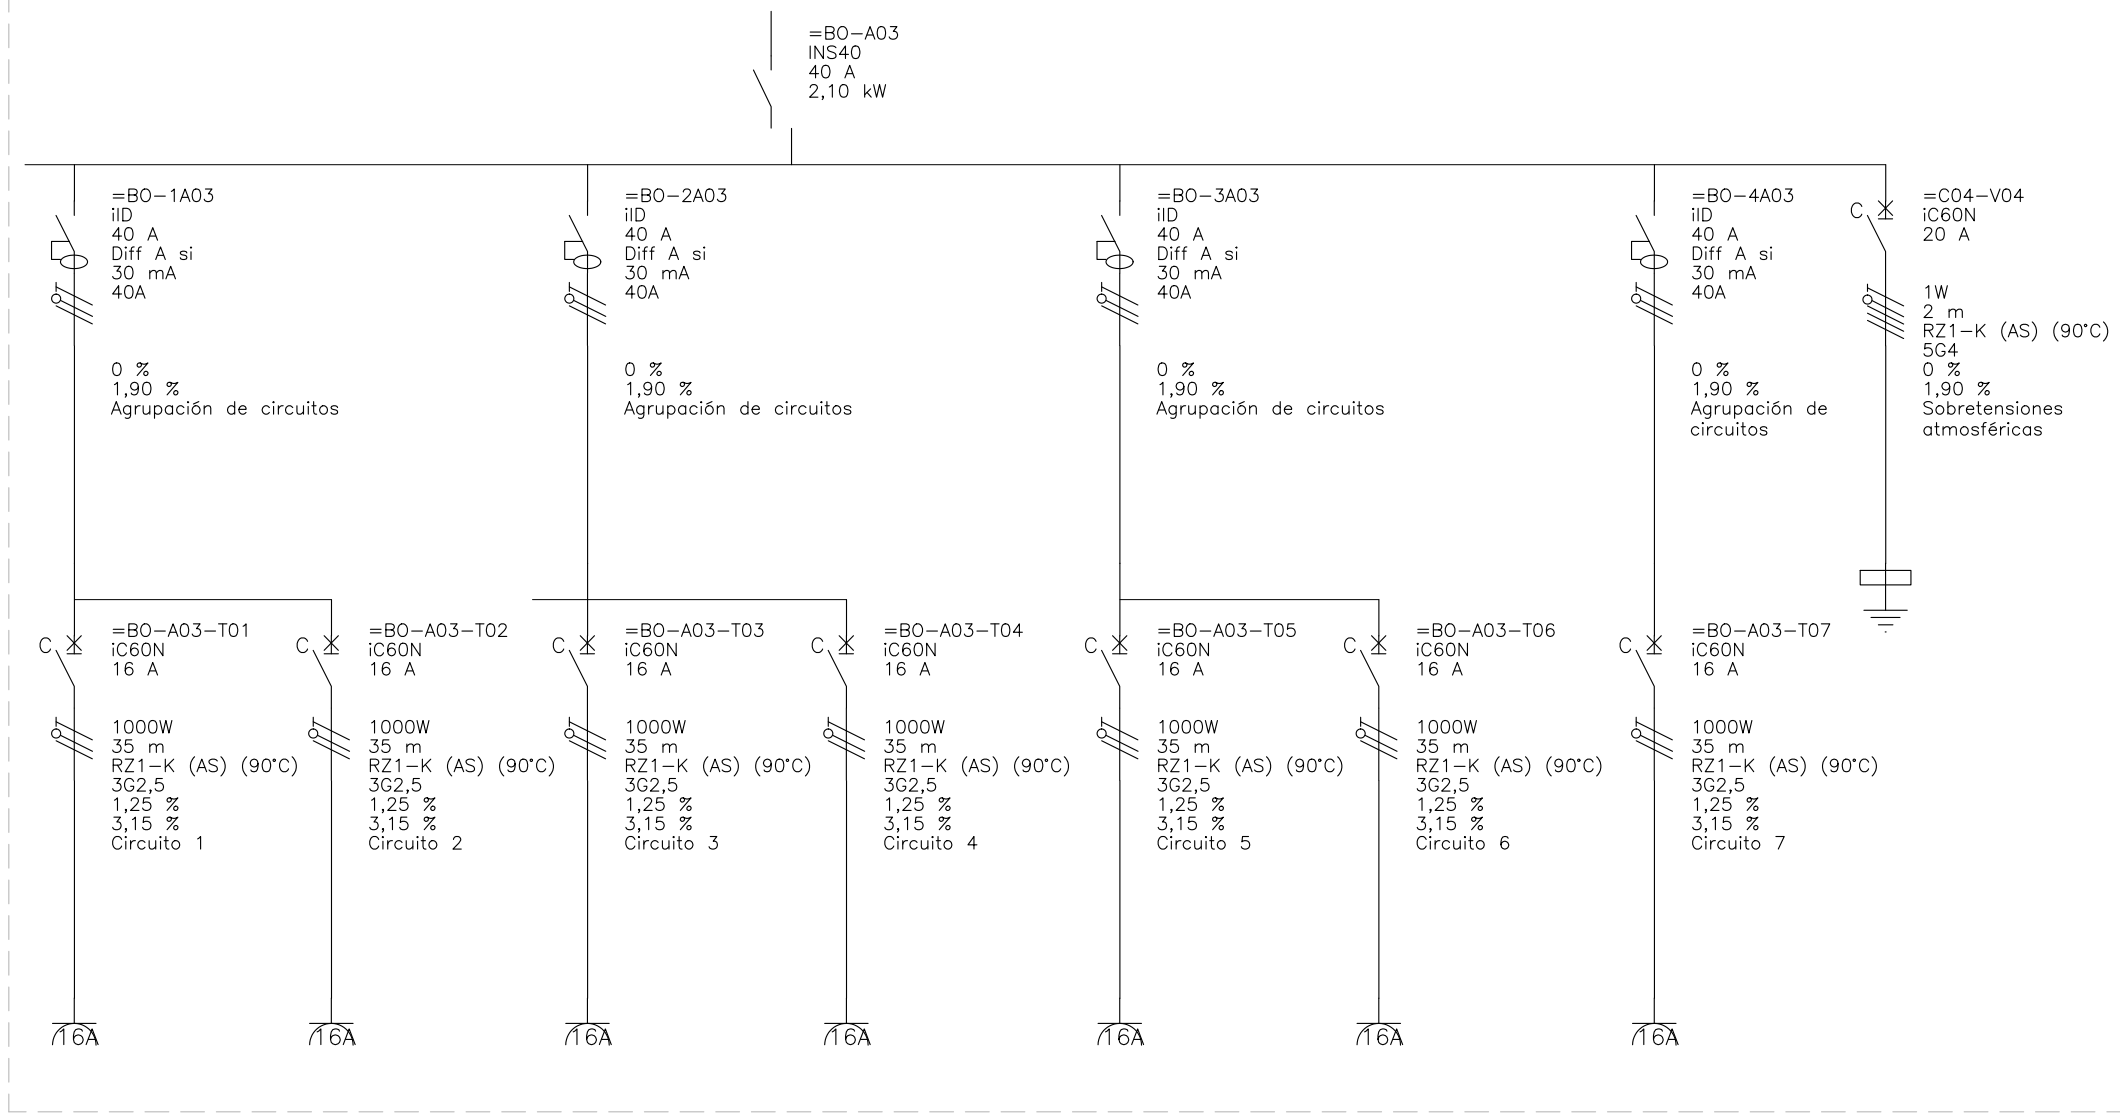 =BO-A03
INS40
40 A
2,10 kW
=BO-1A03
iID
40 A
Diff A si
30 mA
40A
0 %
1,90 %
Agrupación de circuitos
=BO-2A03
iID
40 A
Diff A si
30 mA
40A
0 %
1,90 %
Agrupación de circuitos
=BO-3A03
iID
40 A
Diff A si
30 mA
40A
0 %
1,90 %
Agrupación de circuitos
=BO-4A03
iID
40 A
Diff A si
30 mA
40A
0 %
1,90 %
Agrupación de
circuitos
C
=C04-V04
iC60N
20 A
1W
2 m
RZ1-K (AS) (90°C)
5G4
0 %
1,90 %
Sobretensiones
atmosféricas
C
=BO-A03-T01
iC60N
16 A
1000W
35 m
RZ1-K (AS) (90°C)
3G2,5
1,25 %
3,15 %
Circuito 1
16A
C
=BO-A03-T02
iC60N
16 A
1000W
35 m
RZ1-K (AS) (90°C)
3G2,5
1,25 %
3,15 %
Circuito 2
16A
C
=BO-A03-T03
iC60N
16 A
1000W
35 m
RZ1-K (AS) (90°C)
3G2,5
1,25 %
3,15 %
Circuito 3
16A
C
=BO-A03-T04
iC60N
16 A
1000W
35 m
RZ1-K (AS) (90°C)
3G2,5
1,25 %
3,15 %
Circuito 4
16A
C
=BO-A03-T05
iC60N
16 A
1000W
35 m
RZ1-K (AS) (90°C)
3G2,5
1,25 %
3,15 %
Circuito 5
16A
C
=BO-A03-T06
iC60N
16 A
1000W
35 m
RZ1-K (AS) (90°C)
3G2,5
1,25 %
3,15 %
Circuito 6
16A
C
=BO-A03-T07
iC60N
16 A
1000W
35 m
RZ1-K (AS) (90°C)
3G2,5
1,25 %
3,15 %
Circuito 7
16A